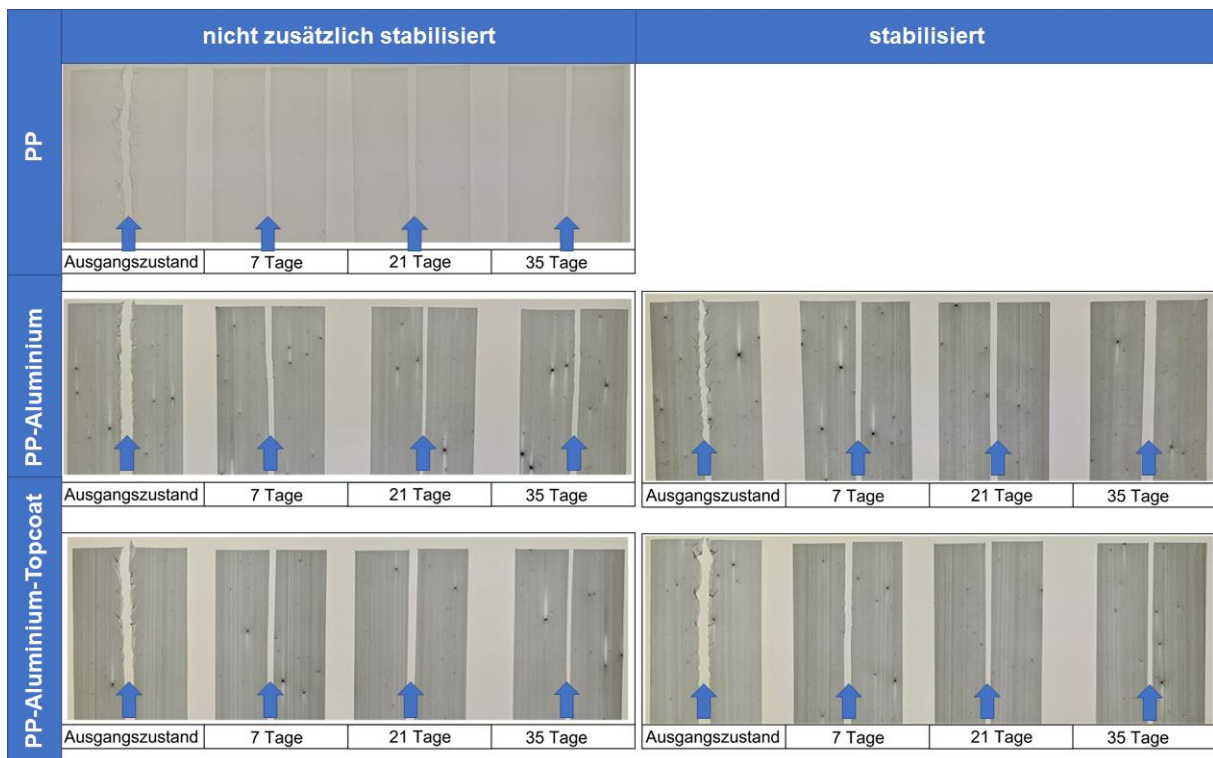 nicht zusätzlich stabilisiert
stabilisiert
PP
Ausgangszustand
7 Tage
21 Tage
35 Tage
PP-Aluminium
Ausgangszustand
7 Tage
21 Tage
35 Tage
Ausgangszustand
7 Tage
21 Tage
35 Tage
PP-Aluminium-Topcoat
Ausgangszustand
7 Tage
21 Tage
35 Tage
Ausgangszustand
7 Tage
21 Tage
35 Tage